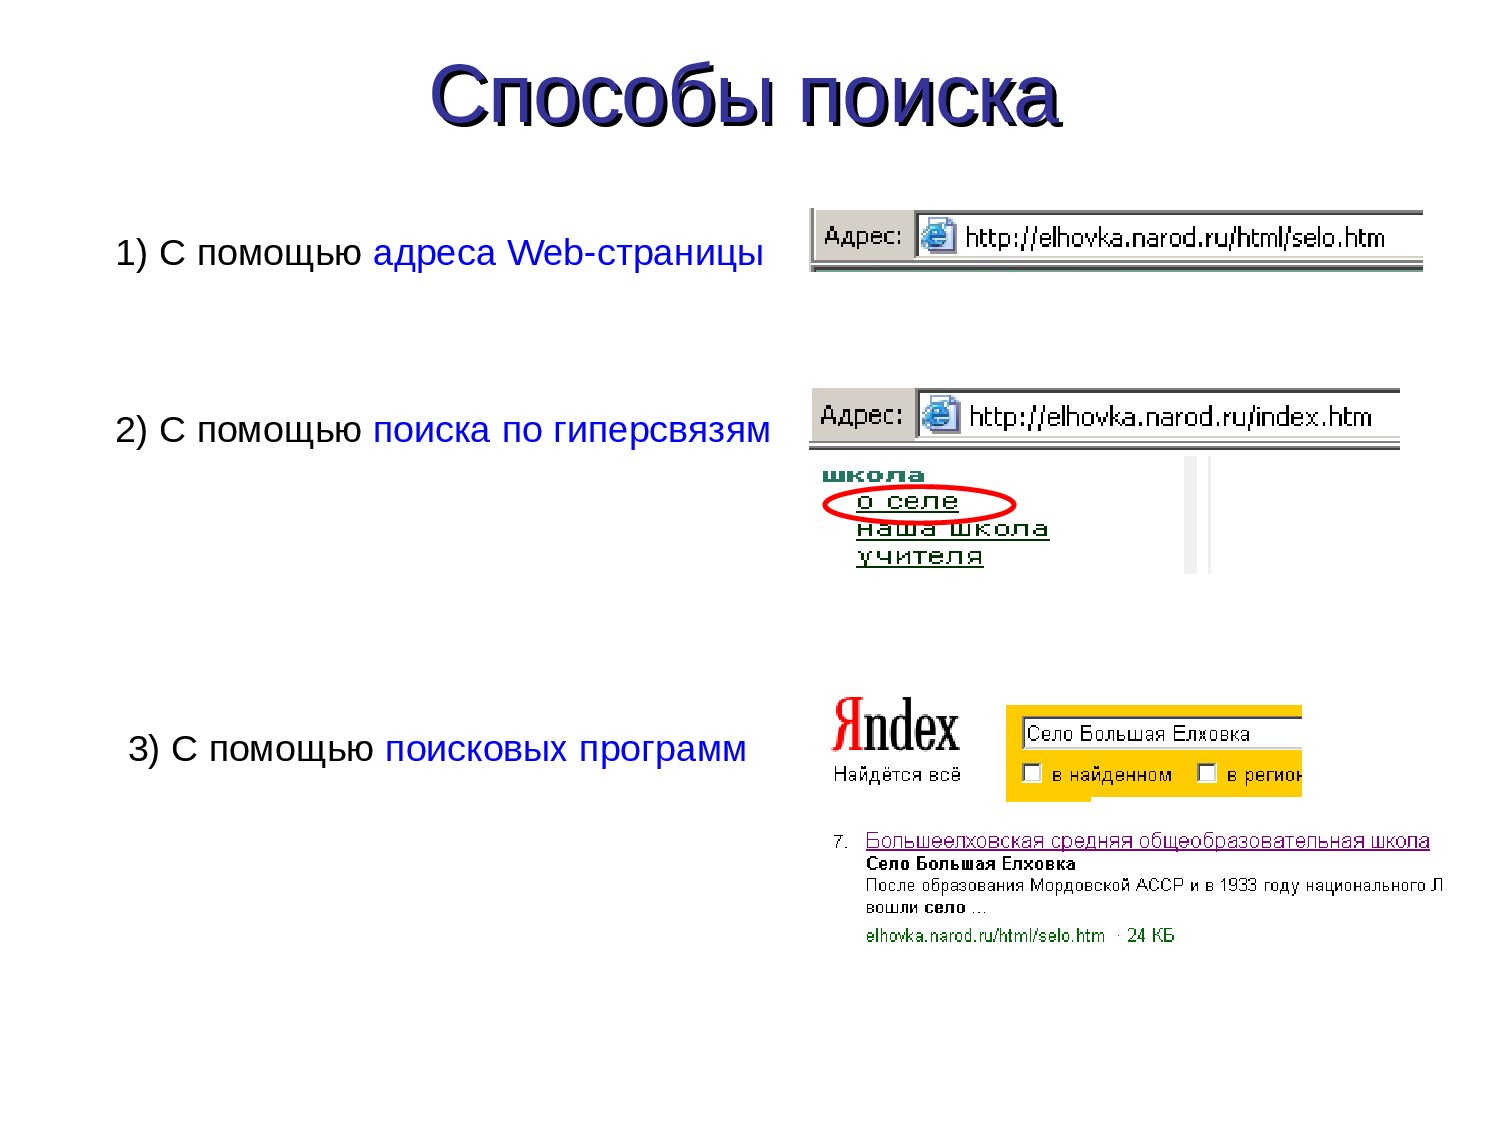 Способы поиска
1) С помощью адреса Web-страницы
Адрес: http://elhovka.narod.ru/html/selo.htm
2) С помощью поиска по гиперсвязям
Адрес: http://elhovka.narod.ru/index.htm
школа
о селе
наша школа
учителя
3) С помощью поисковых программ
Яndex
Найдётся всё
Село Большая Елховка
в найденном в регион
7. Большеелховская средняя общеобразовательная школа
Село Большая Елховка
После образования Мордовской АССР и в 1933 году национального Л
вошли село ...
elhovka.narod.ru/html/selo.htm · 24 КБ